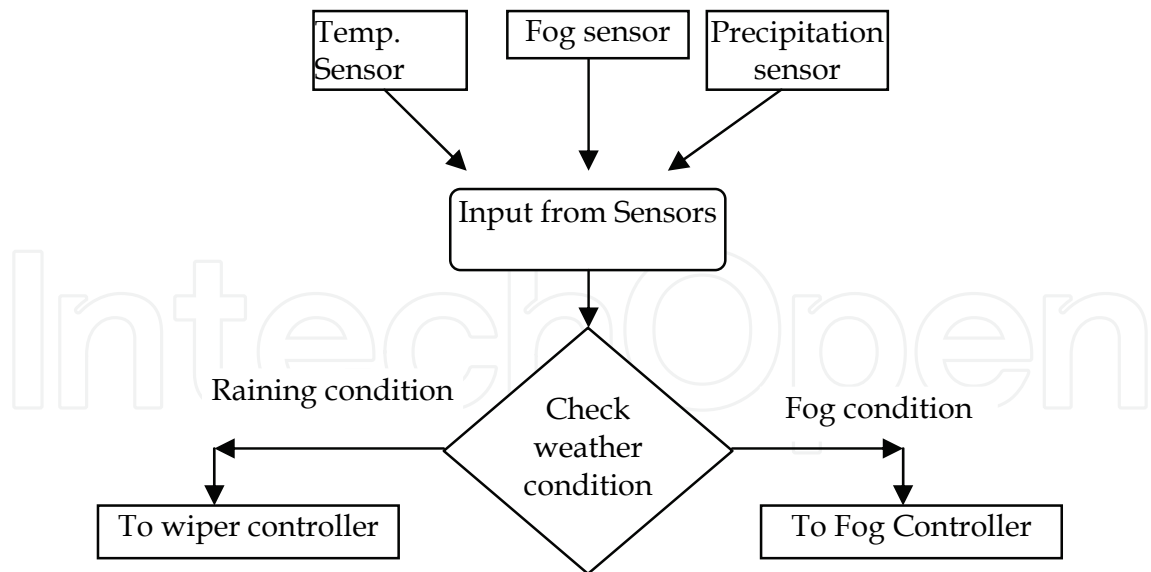 Temp.
Sensor
Fog sensor
Precipitation
sensor
Input from Sensors
IntechOpen
Raining condition
Check
weather
condition
Fog condition
To wiper controller
To Fog Controller